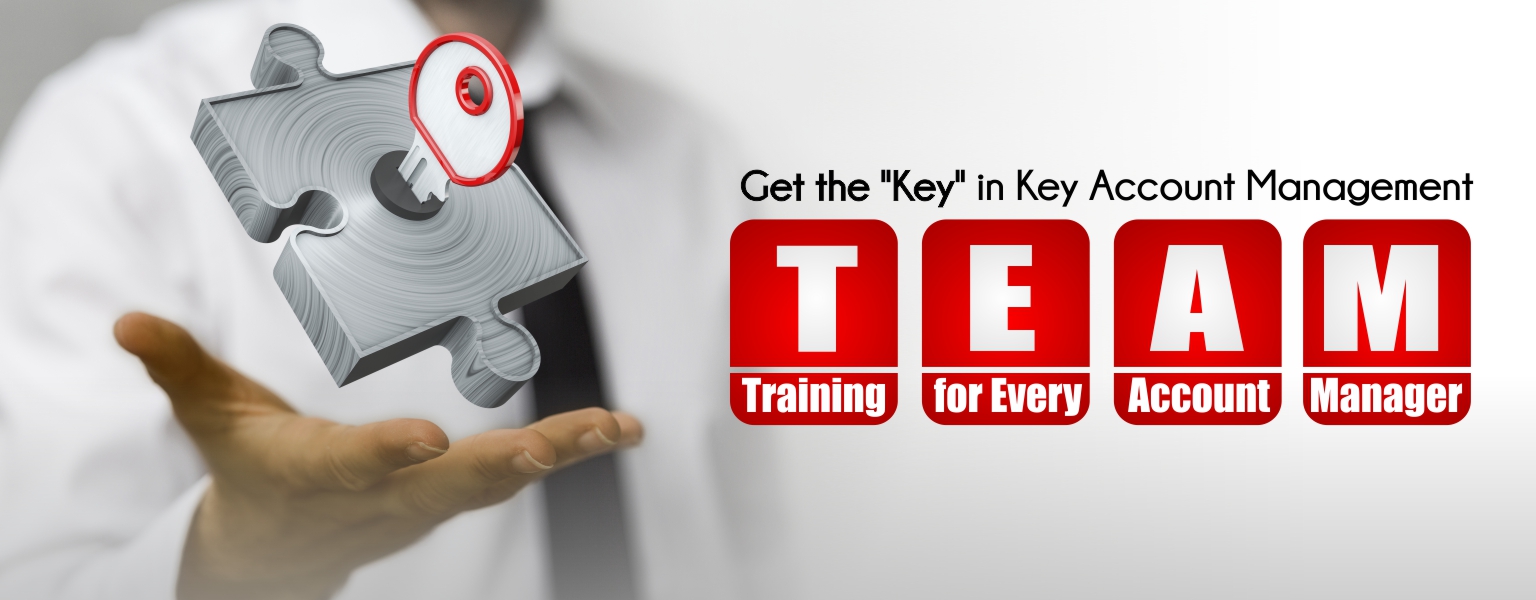 Get the "Key" in Key Account Management
T E A M
Training for Every Account Manager